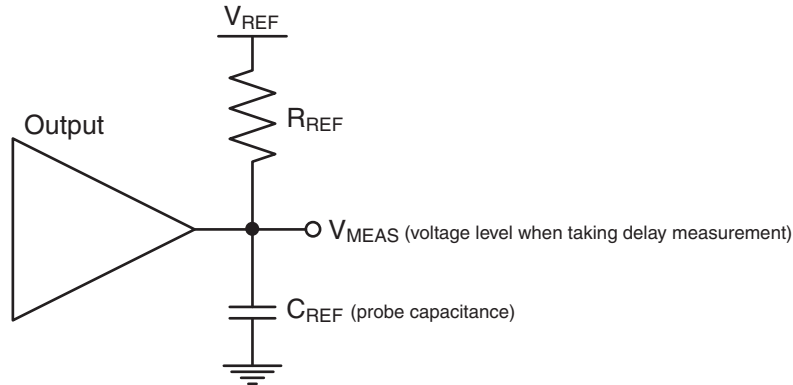 VREF
Output
RREF
VMEAS (voltage level when taking delay measurement)
CREF (probe capacitance)